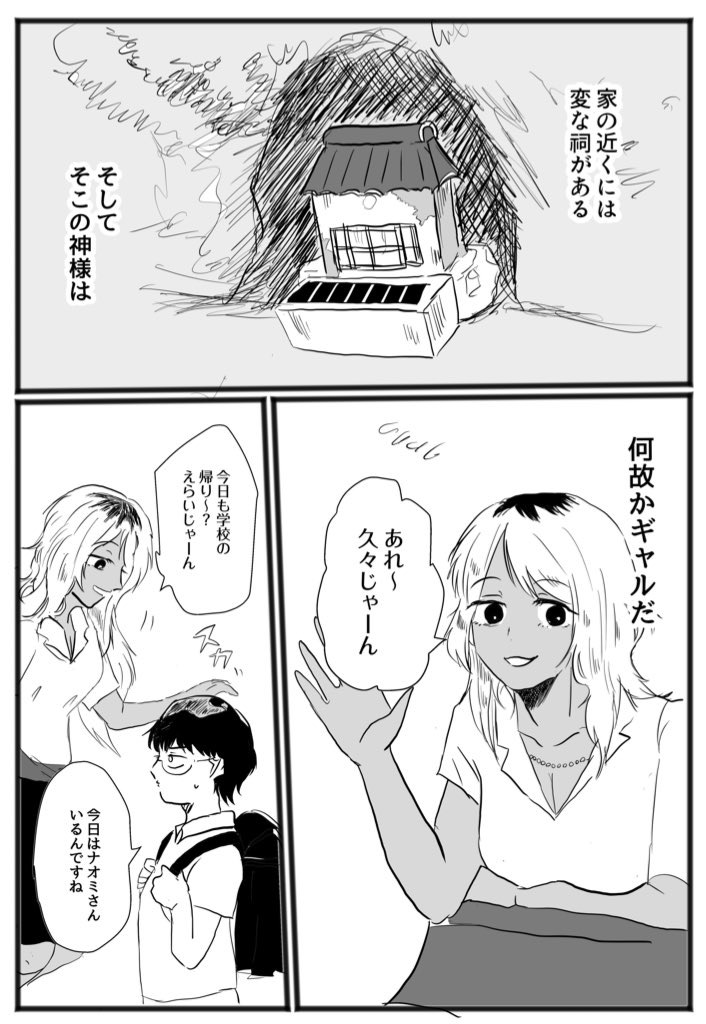 家の近くには
変な祠がある
そして
そこの神様は
何故かギャルだ
あれ〜
久々じゃーん
今日も学校の
帰り〜?
えらいじゃーん
今日はナオミさん
いるんですね